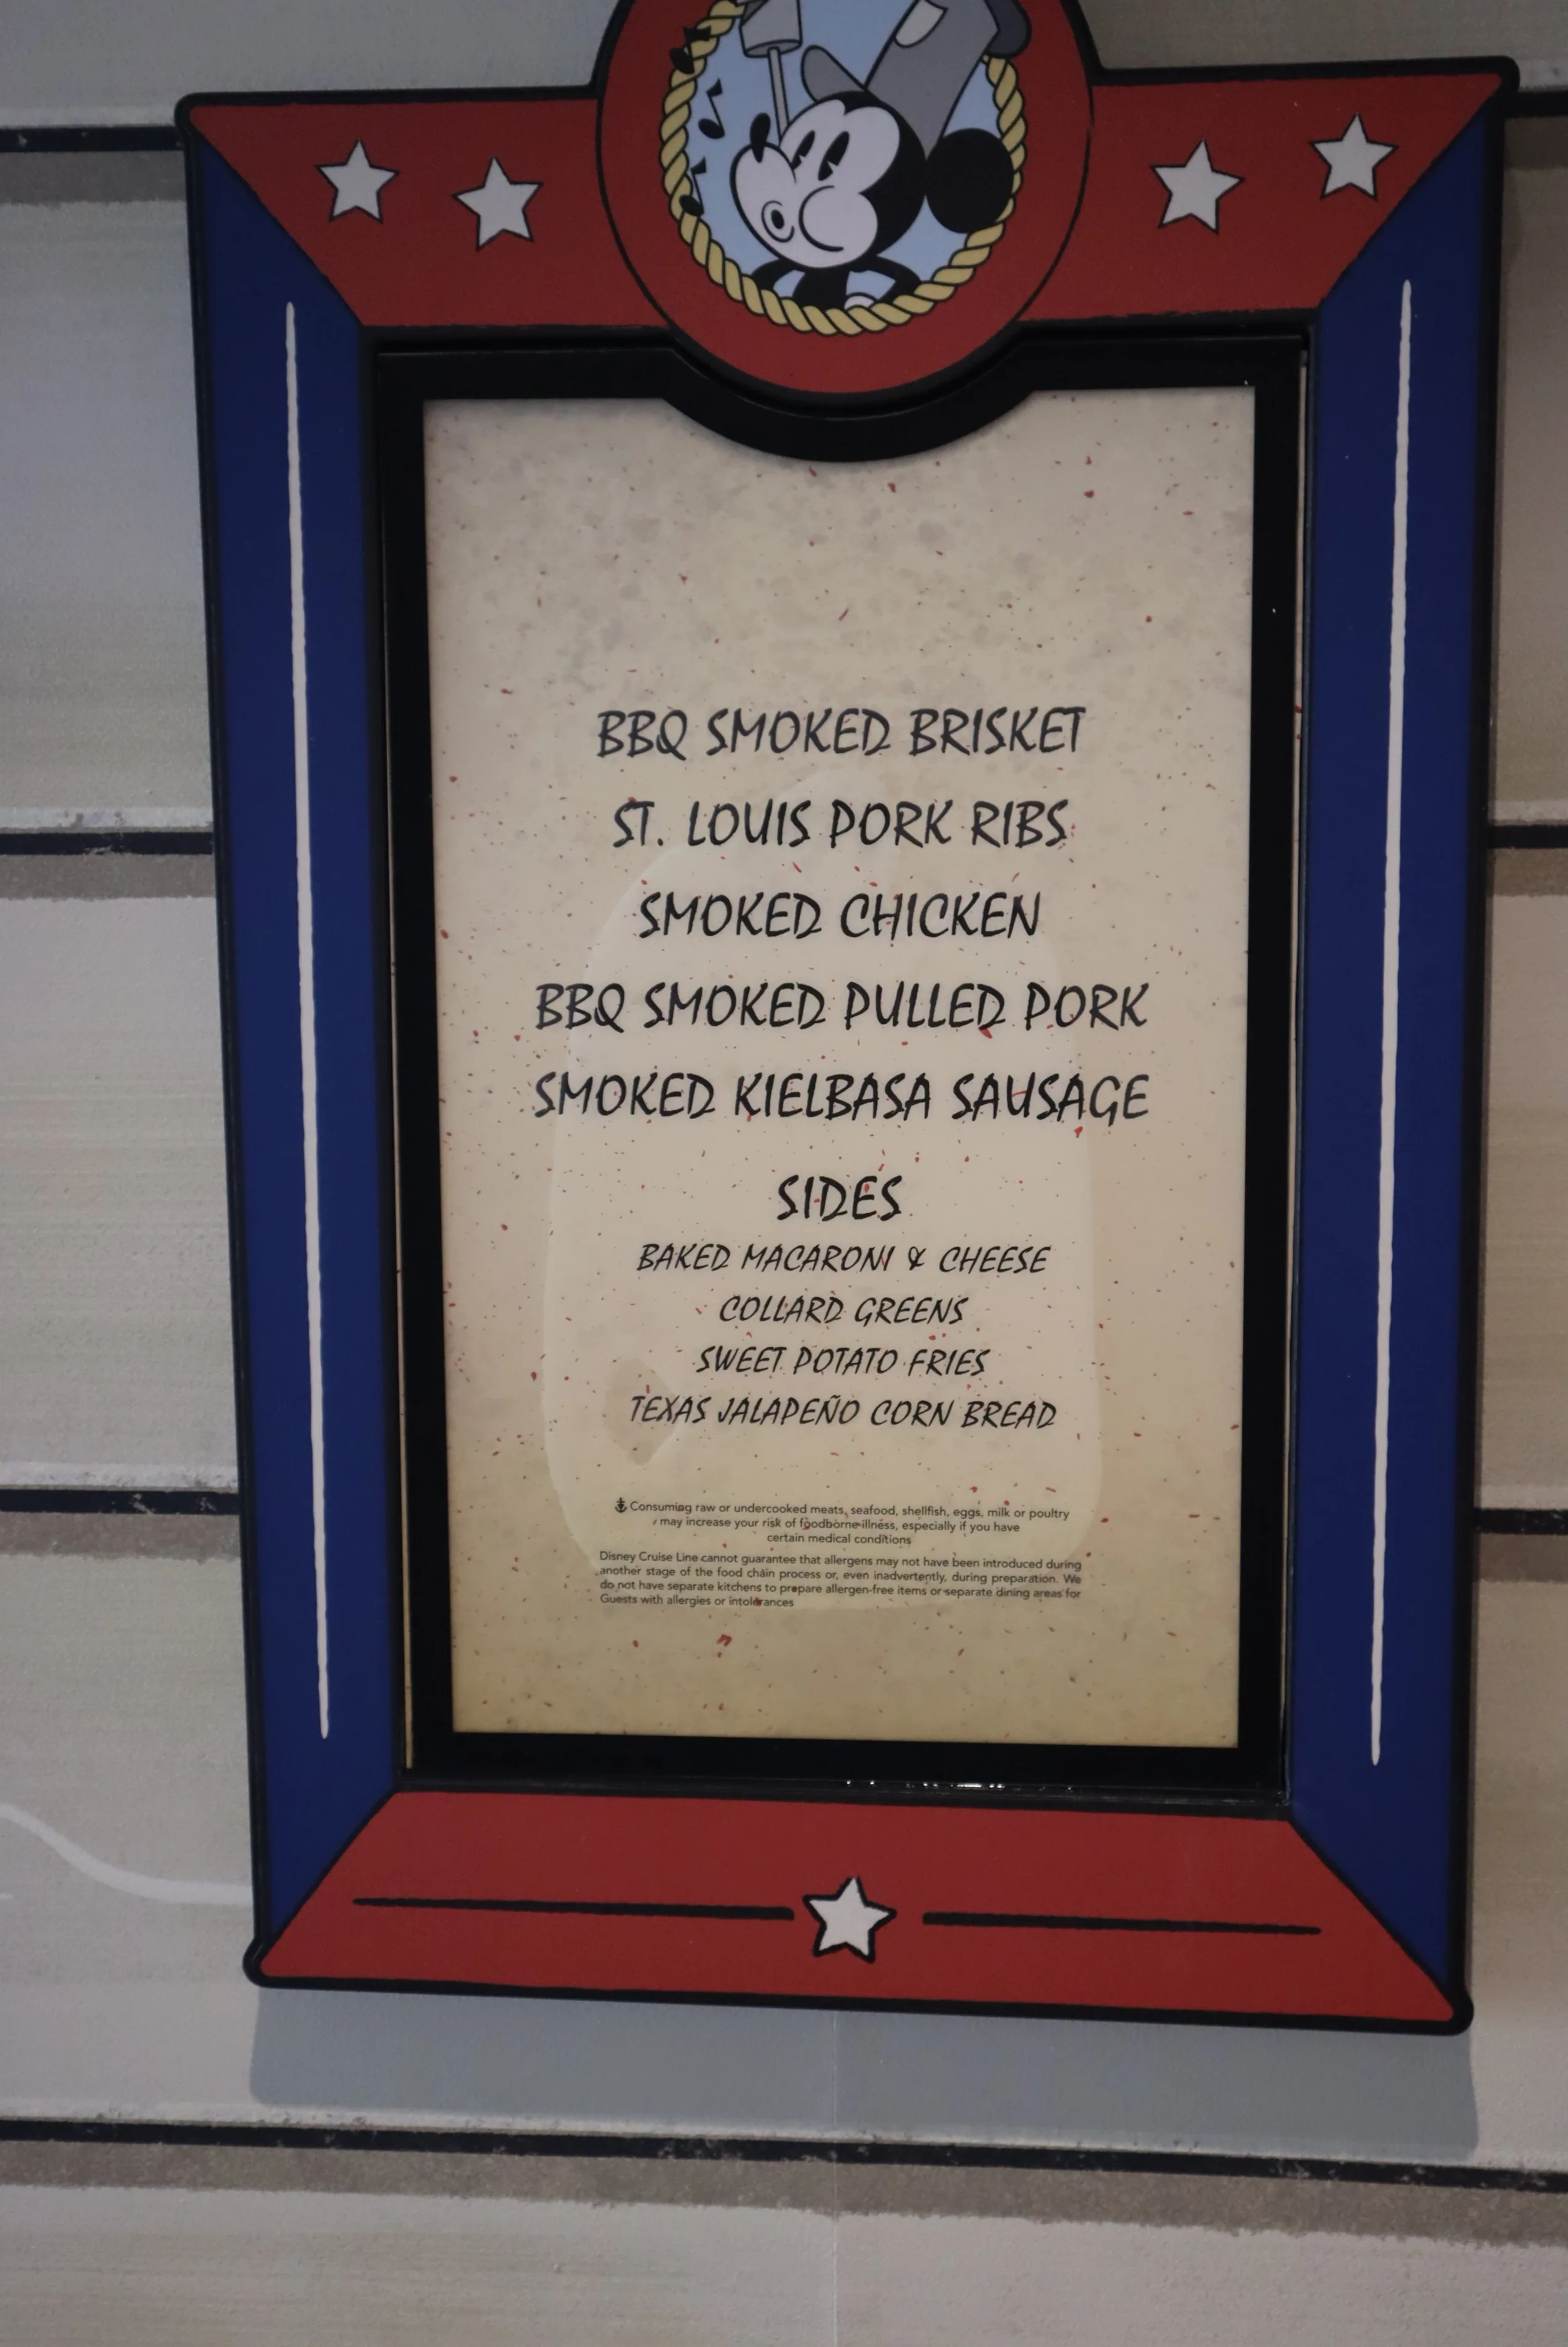 BBQ SMOKED BRISKET
ST. LOUIS PORK RIBS
SMOKED CHICKEN
BBQ SMOKED PULLED PORK
SMOKED KIELBASA SAUSAGE
SIDES
BAKED MACARONI & CHEESE
COLLARD GREENS
SWEET POTATO FRIES
TEXAS JALAPEÑO CORN BREAD
Consuming raw or undercooked meats, seafood, shellfish, eggs, milk or poultry
may increase your risk of foodborne illness, especially if you have
certain medical conditions
Disney Cruise Line cannot guarantee that allergens may not have been introduced during
another stage of the food chain process or, even inadvertently, during preparation. We
do not have separate kitchens to prepare allergen-free items or separate dining areas for
Guests with allergies or intolerances